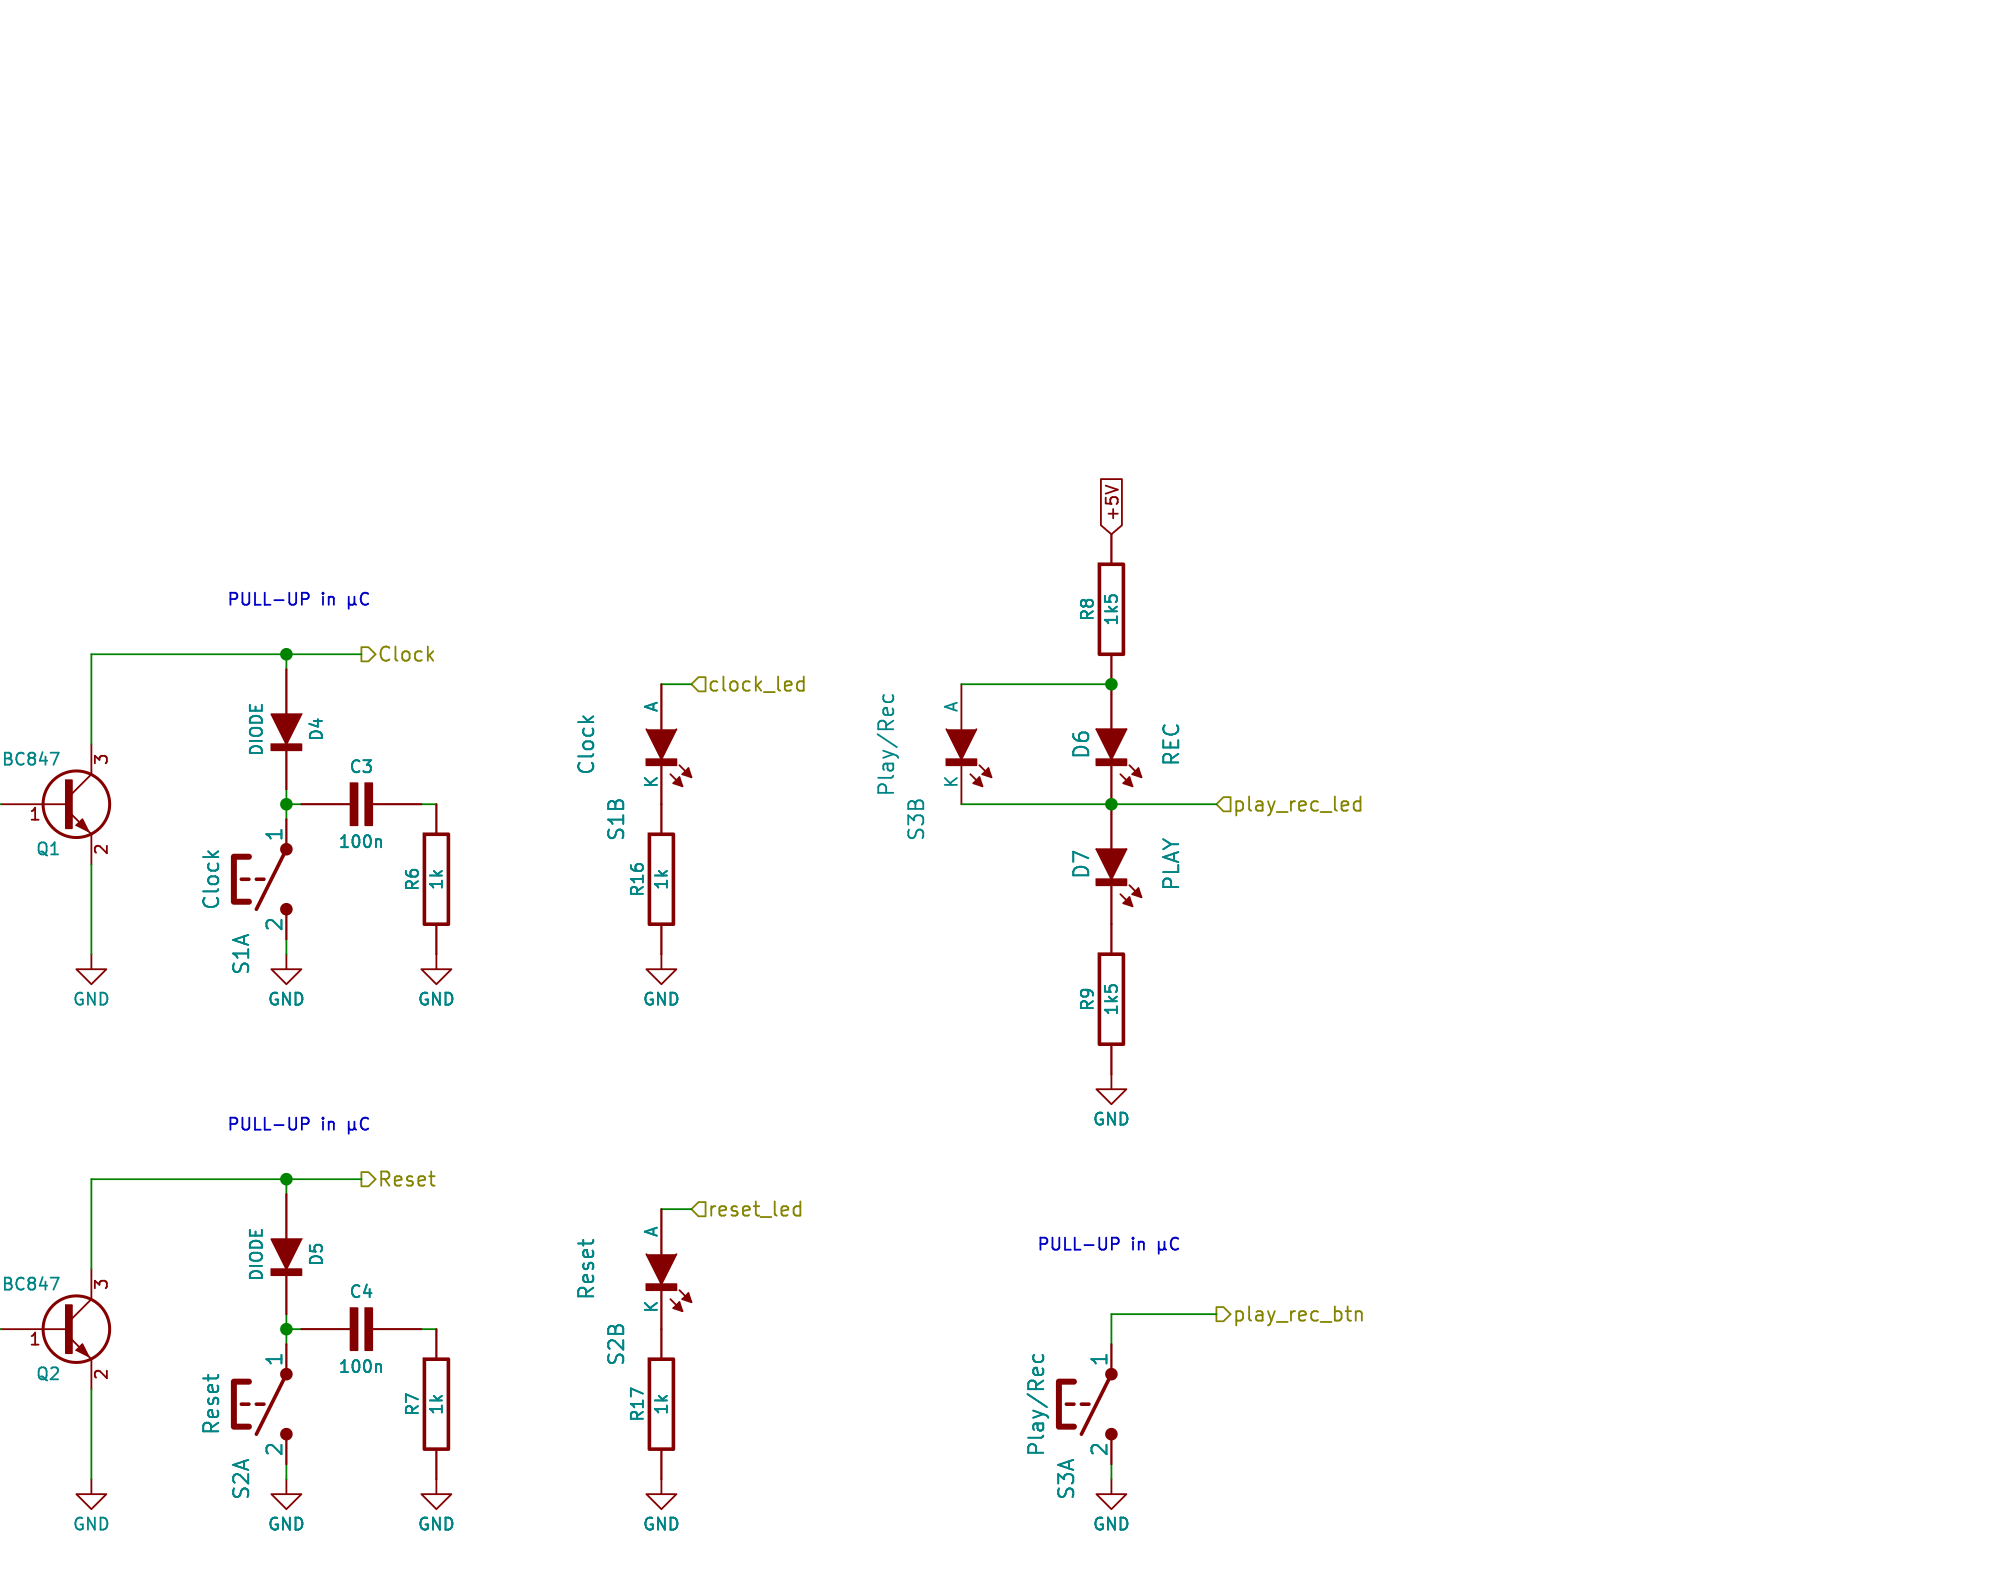 +5V
R8
1k5
PULL-UP in µC
Clock
clock_led
DIODE
D4
Clock
A
K
S1B
Play/Rec
A
K
S3B
D6
REC
BC847
3
1
2
Q1
C3
100n
play_rec_led
1
Clock
2
S1A
R6
1k
R16
1k
D7
PLAY
R9
1k5
GND
GND
GND
GND
GND
PULL-UP in µC
Reset
reset_led
DIODE
D5
Reset
A
K
S2B
PULL-UP in µC
BC847
3
1
2
Q2
C4
100n
play_rec_btn
1
Reset
2
S2A
R7
1k
R17
1k
1
Play/Rec
2
S3A
GND
GND
GND
GND
GND